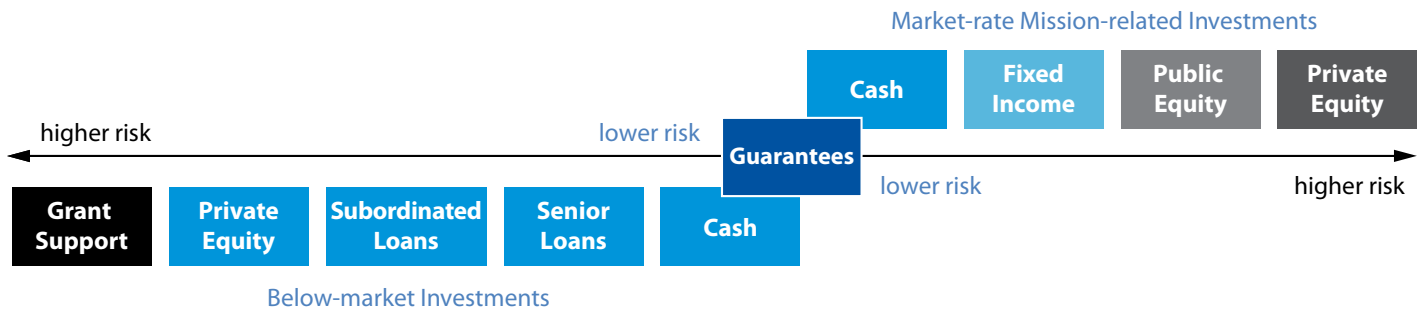 Market-rate Mission-related Investments
Cash
Fixed
Income
Public
Equity
Private
Equity
higher risk
lower risk
Guarantees
lower risk
higher risk
Grant
Support
Private
Equity
Subordinated
Loans
Senior
Loans
Cash
Below-market Investments